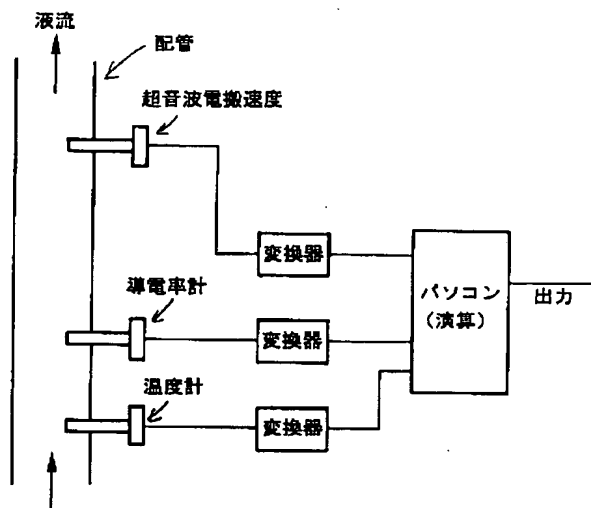 液流
配管
超音波電搬速度
変換器
導電率計
変換器
パソコン
(演算)
出力
温度計
変換器